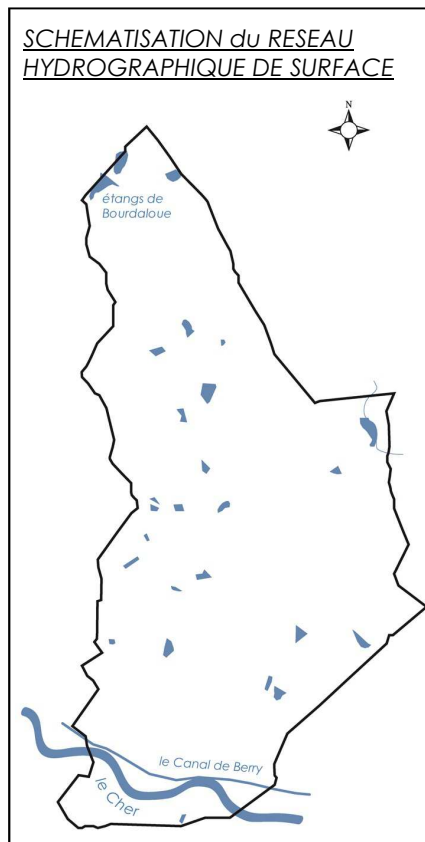 SCHEMATISATION du RESEAU
HYDROGRAPHIQUE DE SURFACE
N
étangs de
Bourdaloue
le Canal de Berry
le Cher